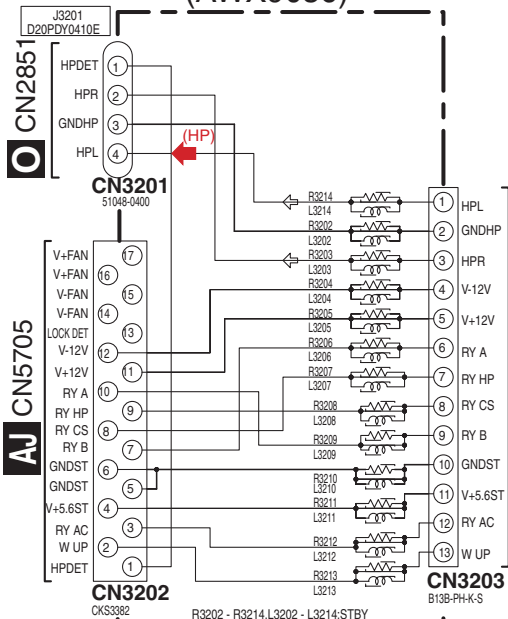 J3201
D20PDY0410E
O CN2851
HPDET 1
HPR 2
GNDHP 3
HPL 4
(HP)
CN3201
51048-0400
AJ CN5705
V+FAN 17
V+FAN 16
V-FAN 15
V-FAN 14
LOCK DET 13
V-12V 12
V+12V 11
RY A 10
RY HP 9
RY CS 8
RY B 7
GNDST 6
GNDST 5
V+5.6ST 4
RY AC 3
W UP 2
HPDET 1
CN3202
CKS3382
R3214
L3214
R3202
L3202
R3203
L3203
R3204
L3204
R3205
L3205
R3206
L3206
R3207
L3207
R3208
L3208
R3209
L3209
R3210
L3210
R3211
L3211
R3212
L3212
R3213
L3213
1 HPL
2 GNDHP
3 HPR
4 V-12V
5 V+12V
6 RY A
7 RY HP
8 RY CS
9 RY B
10 GNDST
11 V+5.6ST
12 RY AC
13 W UP
CN3203
B13B-PH-K-S
R3202 - R3214,L3202 - L3214:STBY